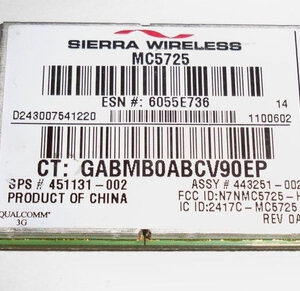 SIERRA WIRELESS
MC5725
ESN #: 6055E736 14
D243007541220 1100602
CT: GABMB0ABCV90EP
SPS # 451131-002 ASSY # 443251-002
PRODUCT OF CHINA FCC ID:N7NMC5725-H
IC ID:2417C-MC5725
QUALCOMM REV 0A
3G